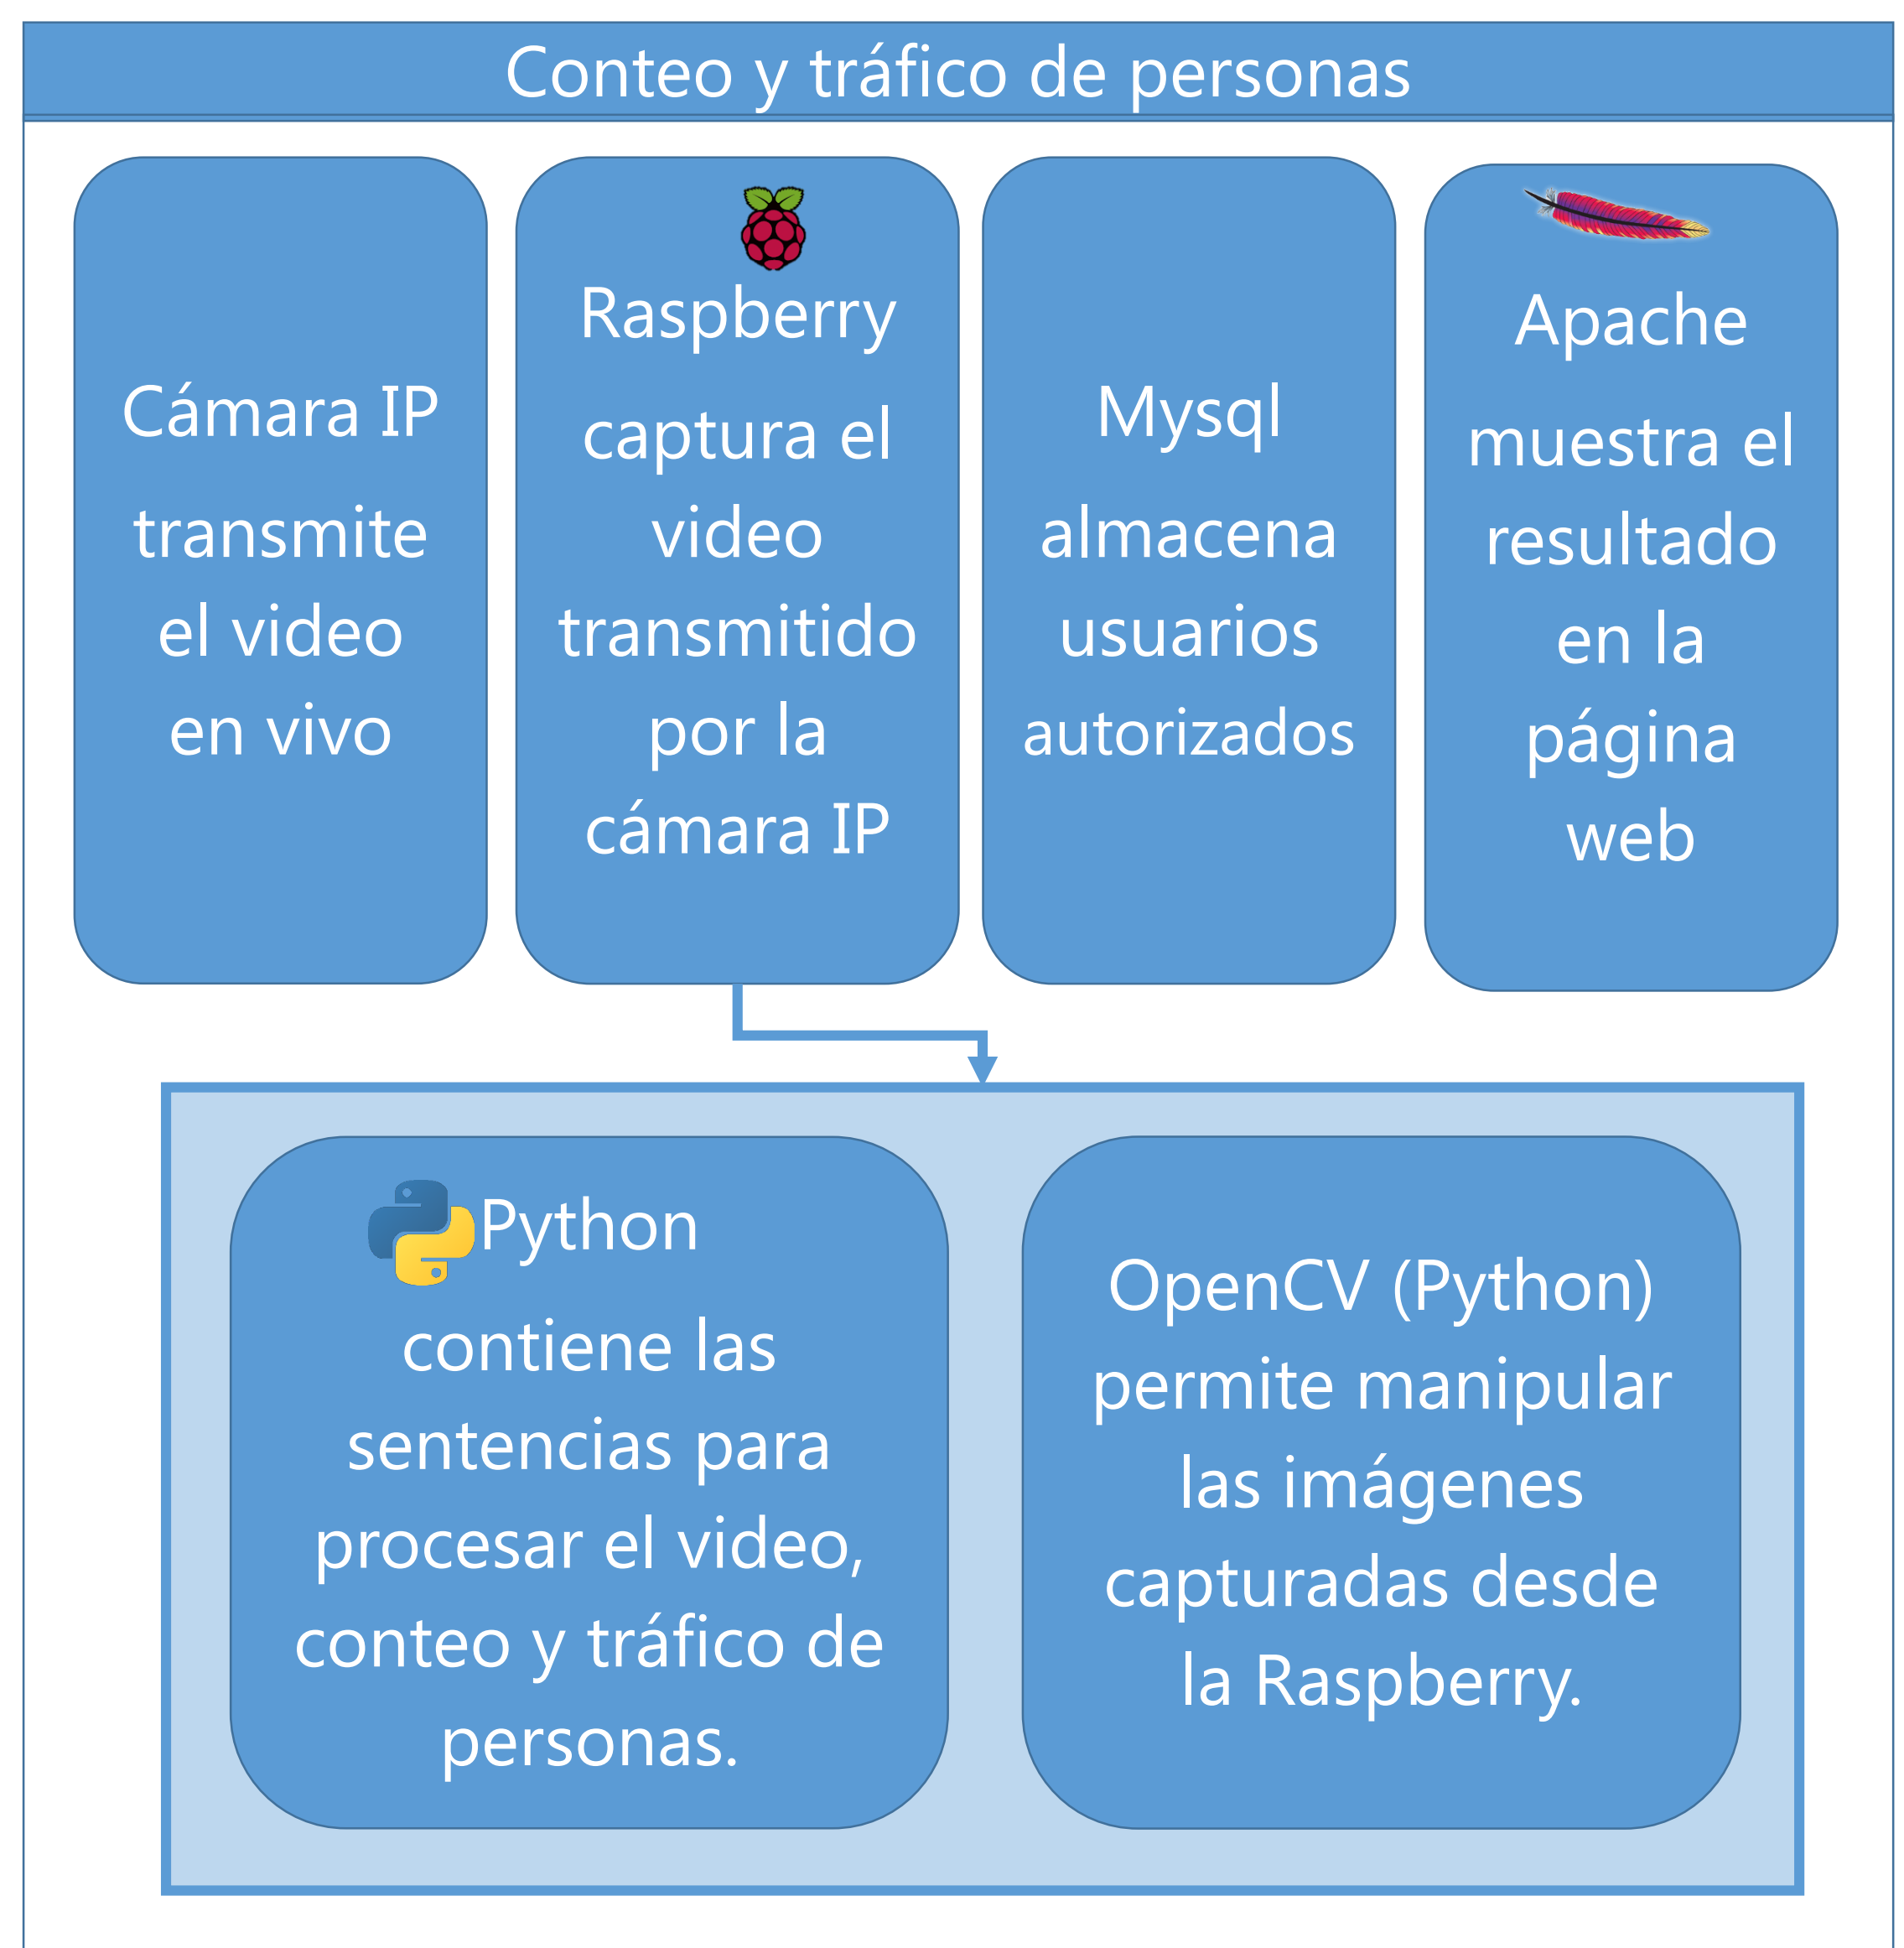 Conteo y tráfico de personas
Cámara IP
transmite
el video
en vivo
Raspberry
captura el
video
transmitido
por la
cámara IP
Mysql
almacena
usuarios
autorizados
Apache
muestra el
resultado
en la
página
web
Python
contiene las
sentencias para
procesar el video,
conteo y tráfico de
personas.
OpenCV (Python)
permite manipular
las imágenes
capturadas desde
la Raspberry.